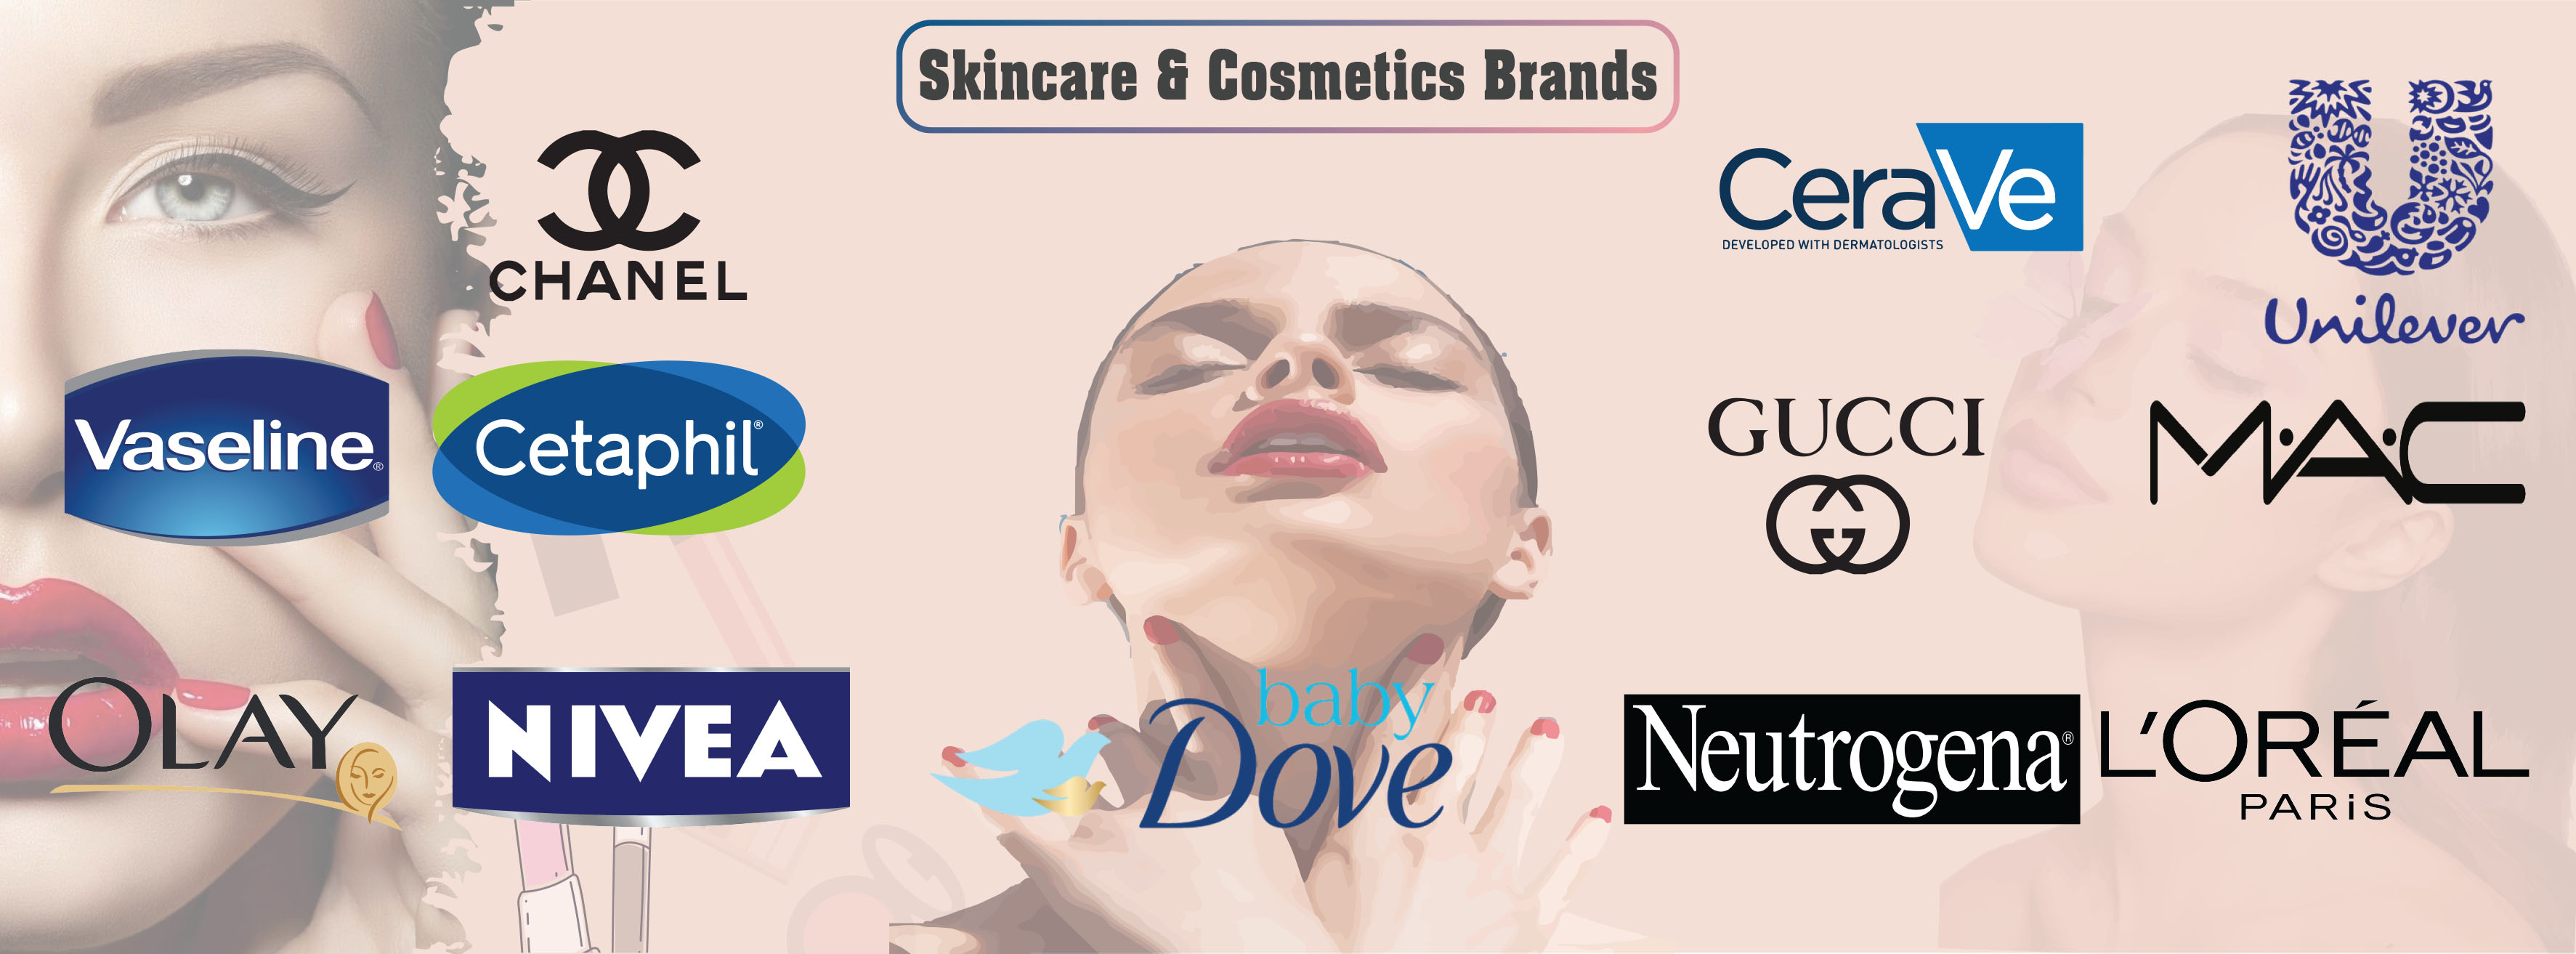 Skincare & Cosmetics Brands
CHANEL
CeraVe
DEVELOPED WITH DERMATOLOGISTS
Unilever
Vaseline®
Cetaphil®
GUCCI
M·A·C
OLAY
NIVEA
baby
Dove
Neutrogena®
L'ORÉAL
PARiS